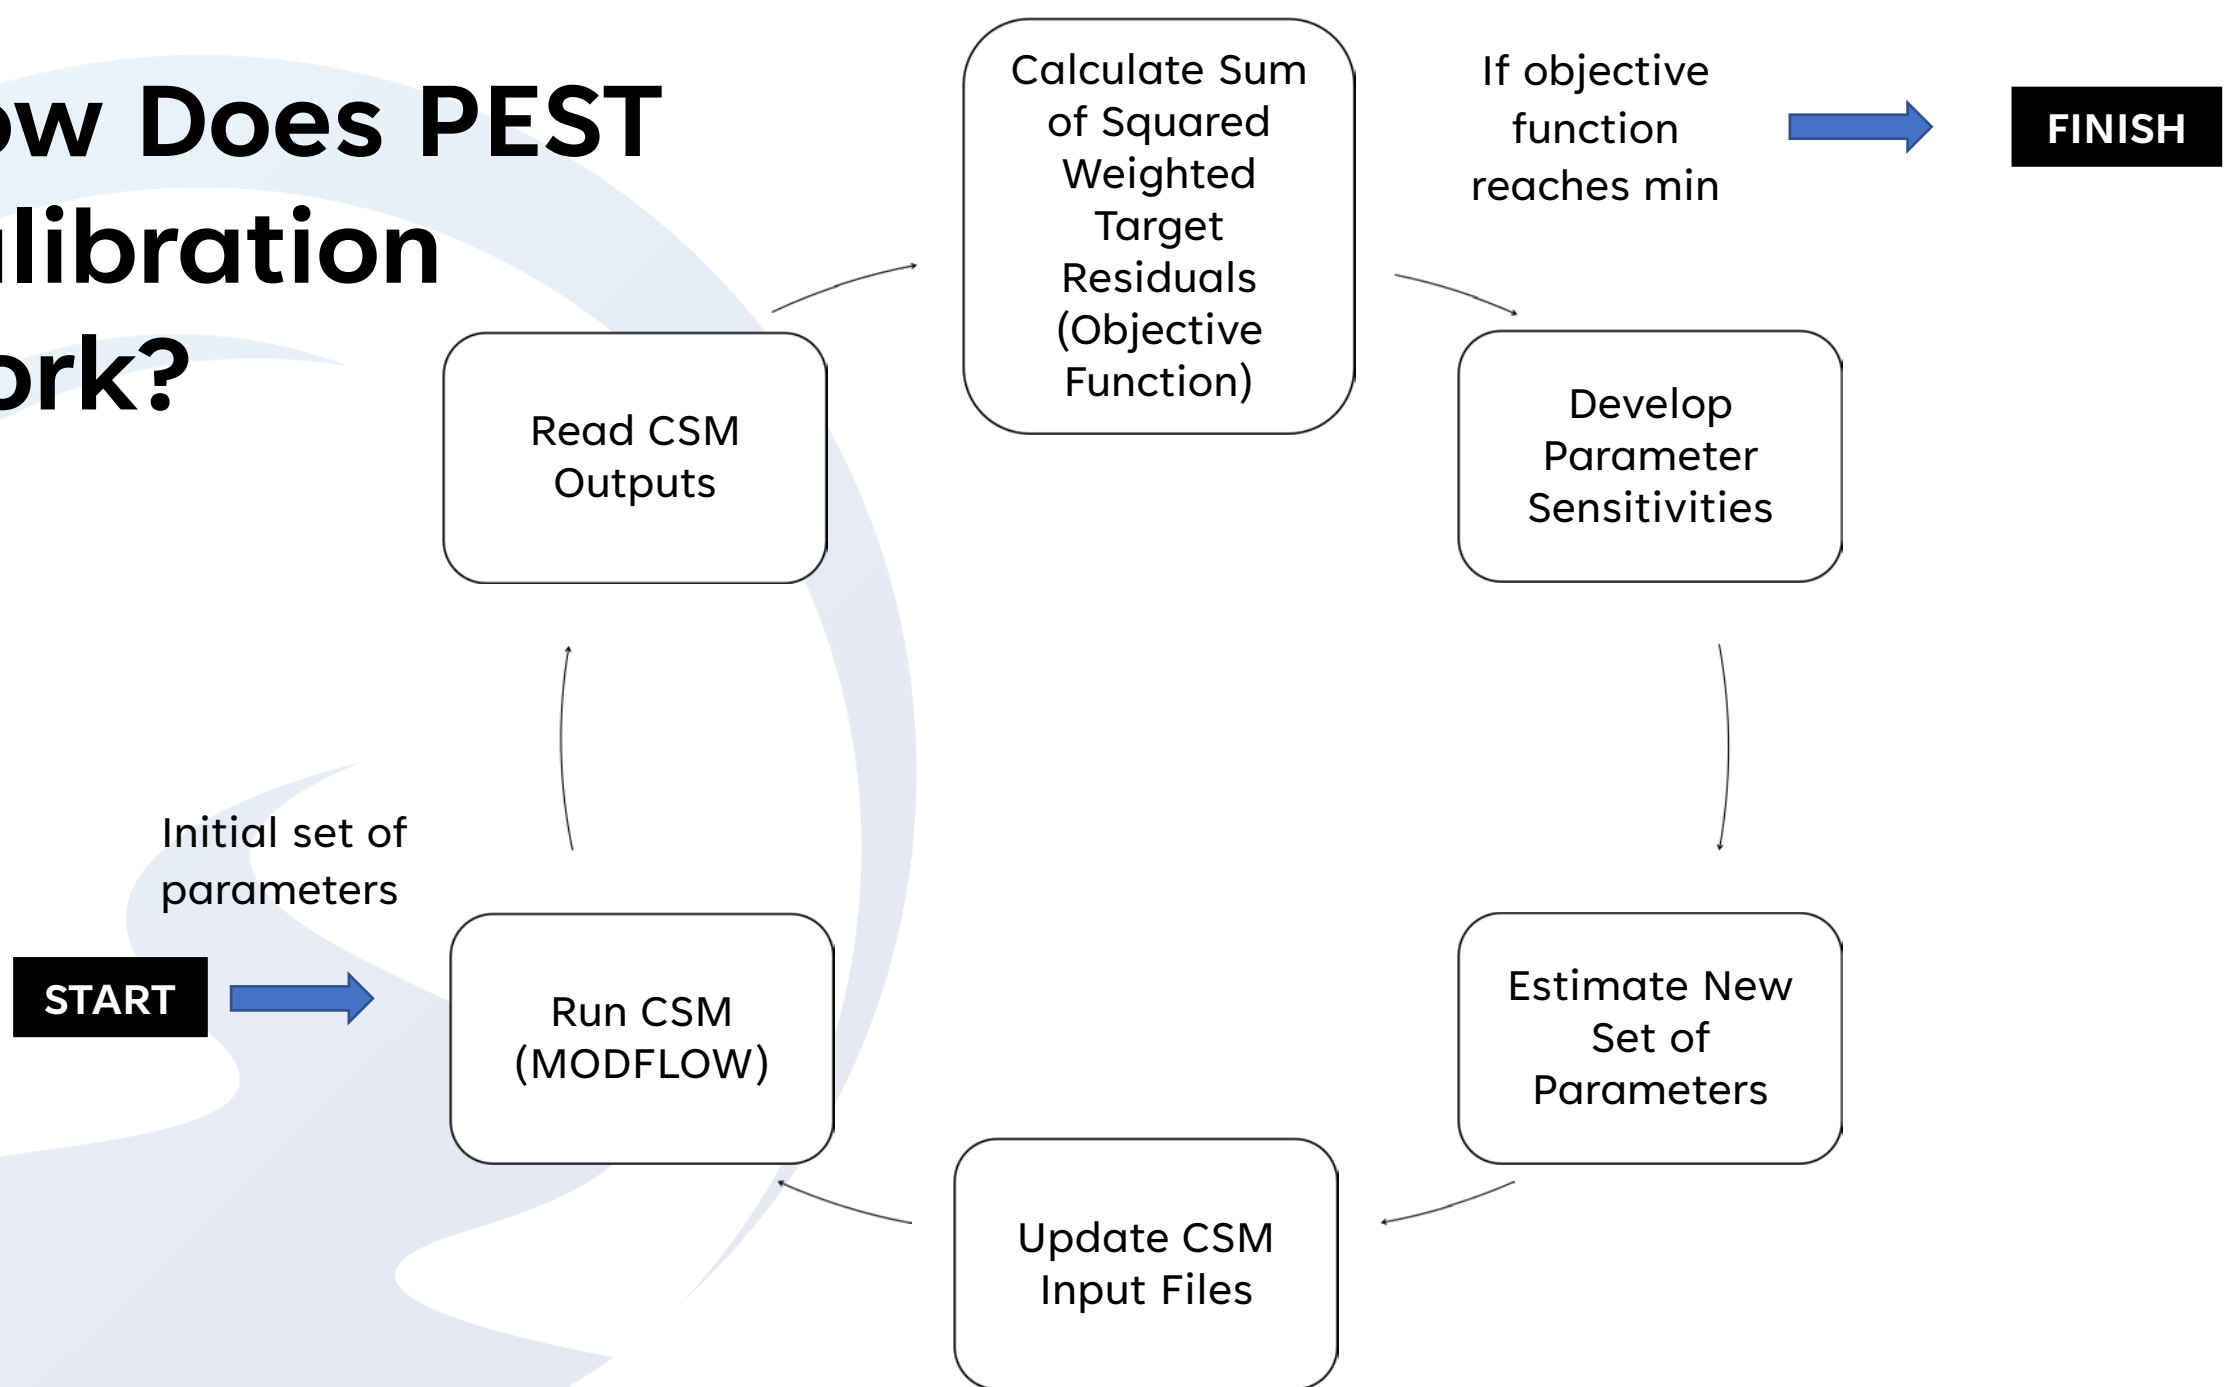 ow Does PEST
alibration
ork?
Calculate Sum
of Squared
Weighted
Target
Residuals
(Objective
Function)
If objective
function
reaches min
FINISH
Read CSM
Outputs
Develop
Parameter
Sensitivities
Initial set of
parameters
START
Run CSM
(MODFLOW)
Estimate New
Set of
Parameters
Update CSM
Input Files